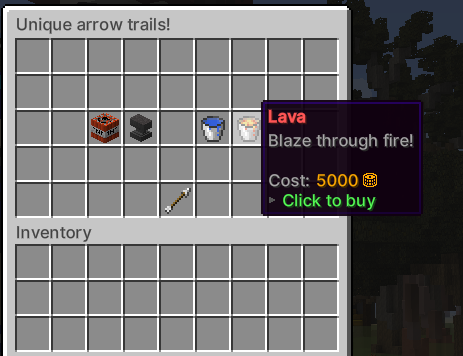 Unique arrow trails!
Lava
Blaze through fire!
Cost: 5000
▸ Click to buy
Inventory